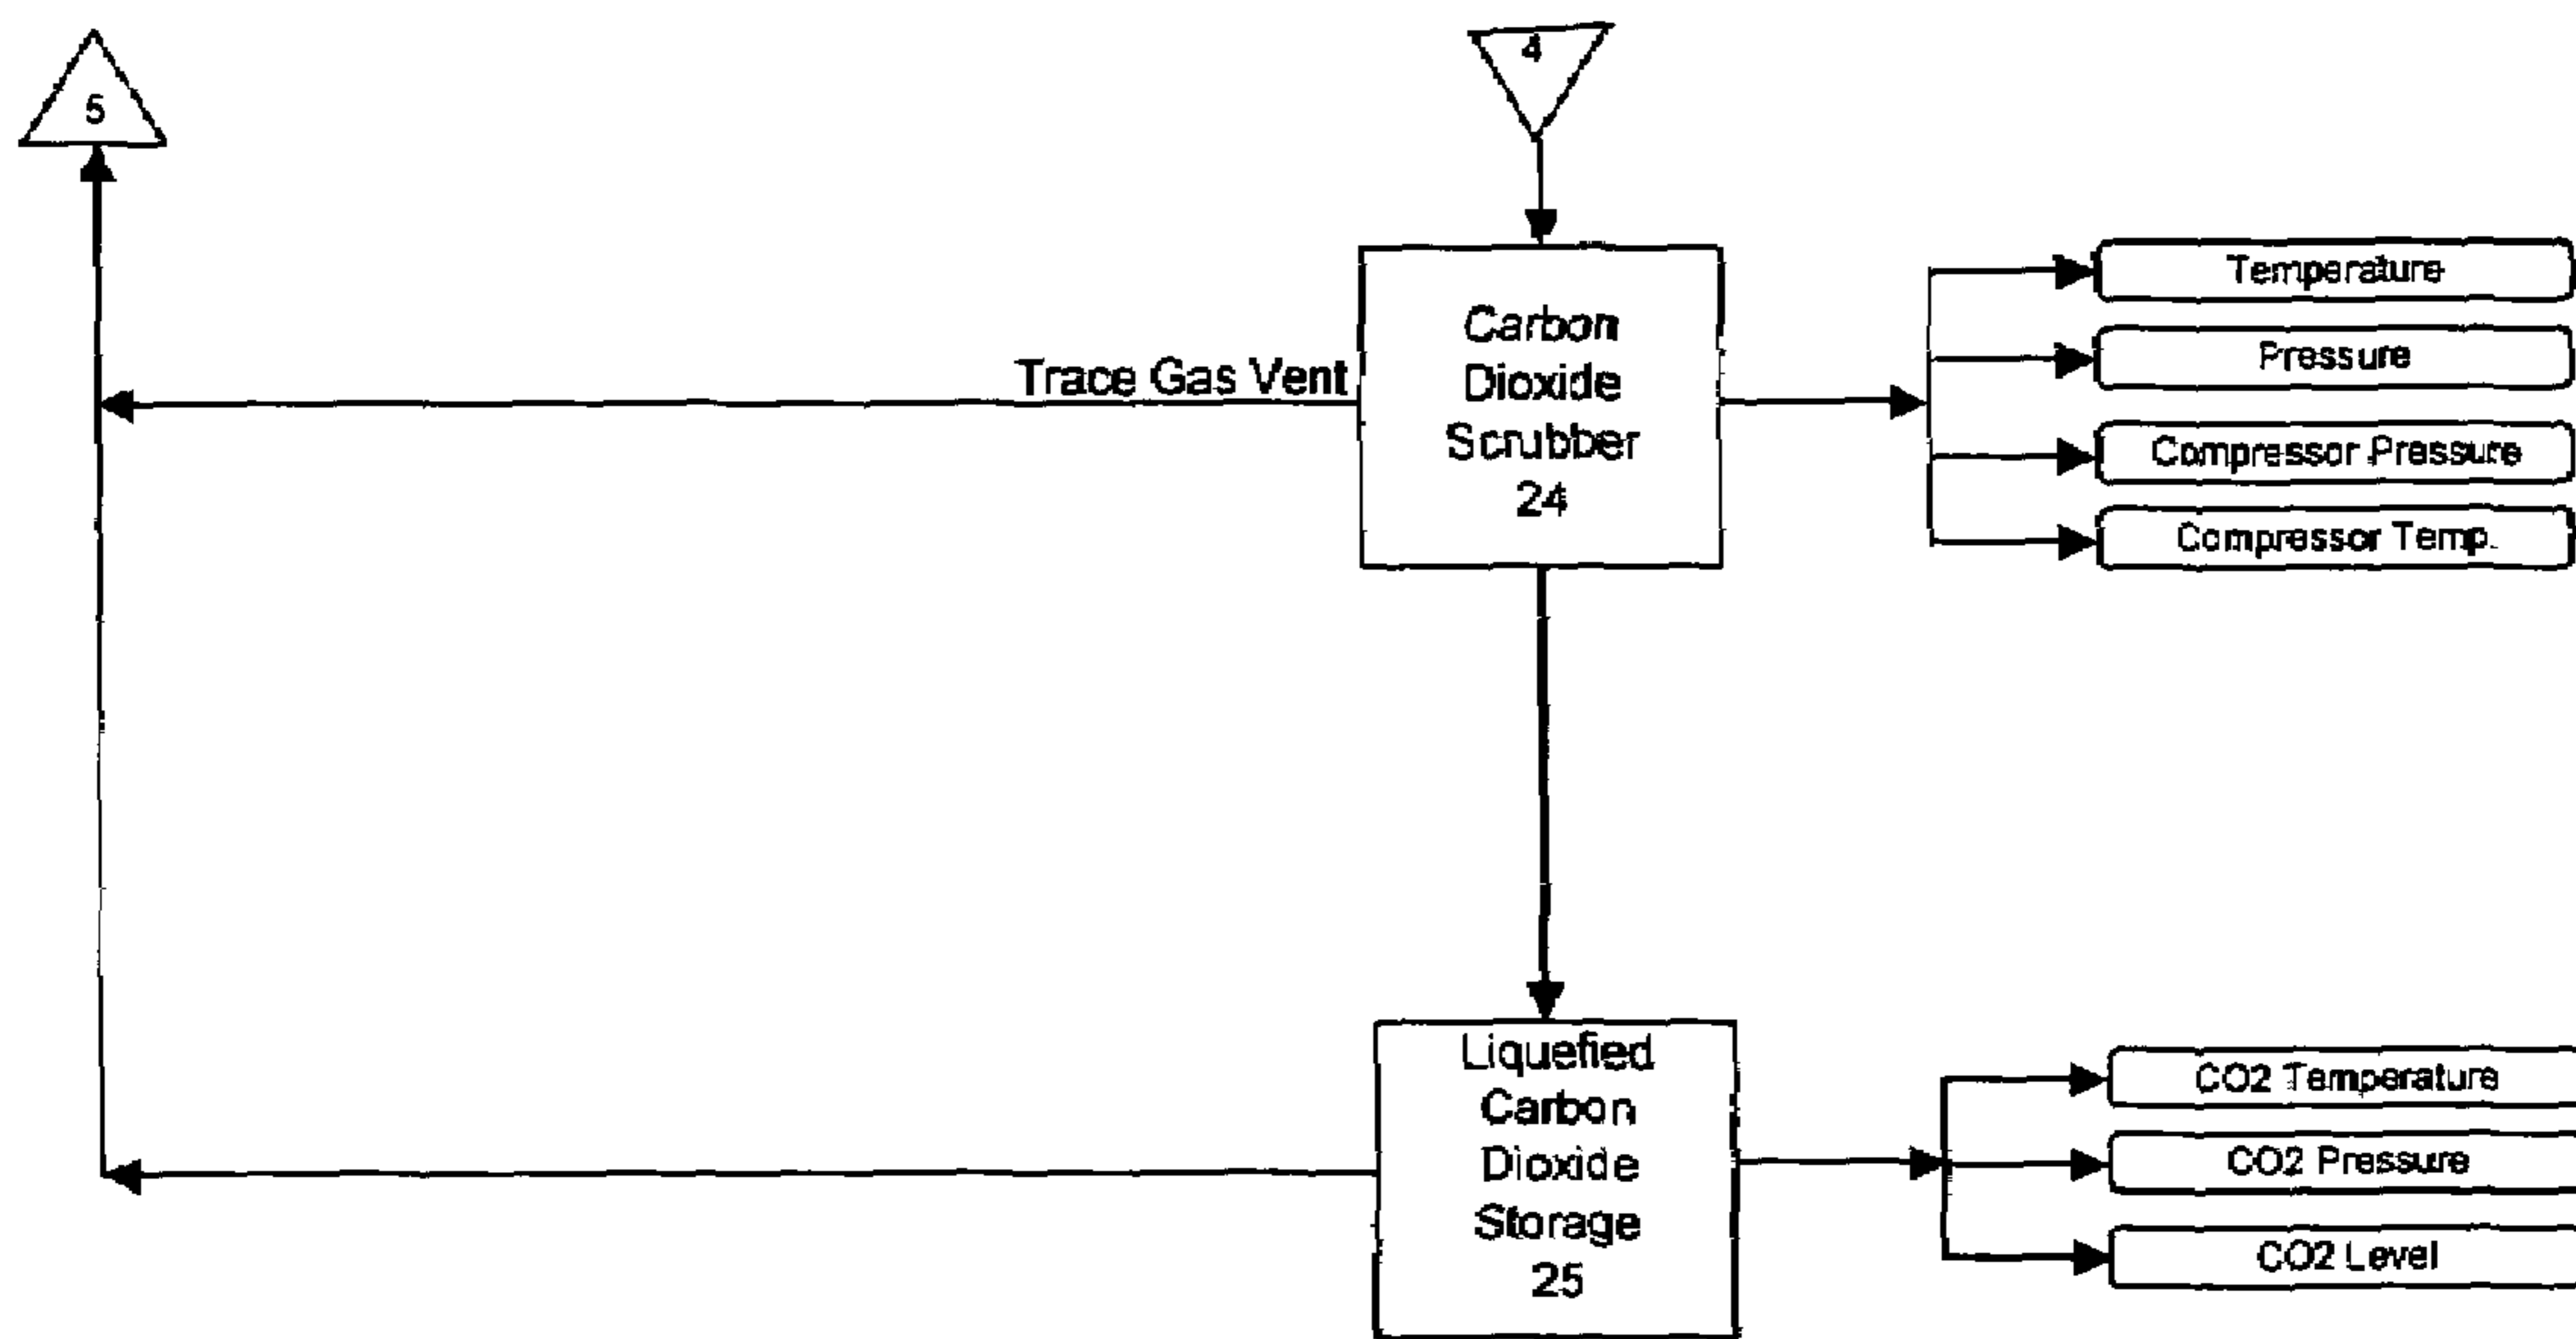 5
4
Trace Gas Vent
Carbon
Dioxide
Scrubber
24
Temperature
Pressure
Compressor Pressure
Compressor Temp.
Liquefied
Carbon
Dioxide
Storage
25
CO2 Temperature
CO2 Pressure
CO2 Level